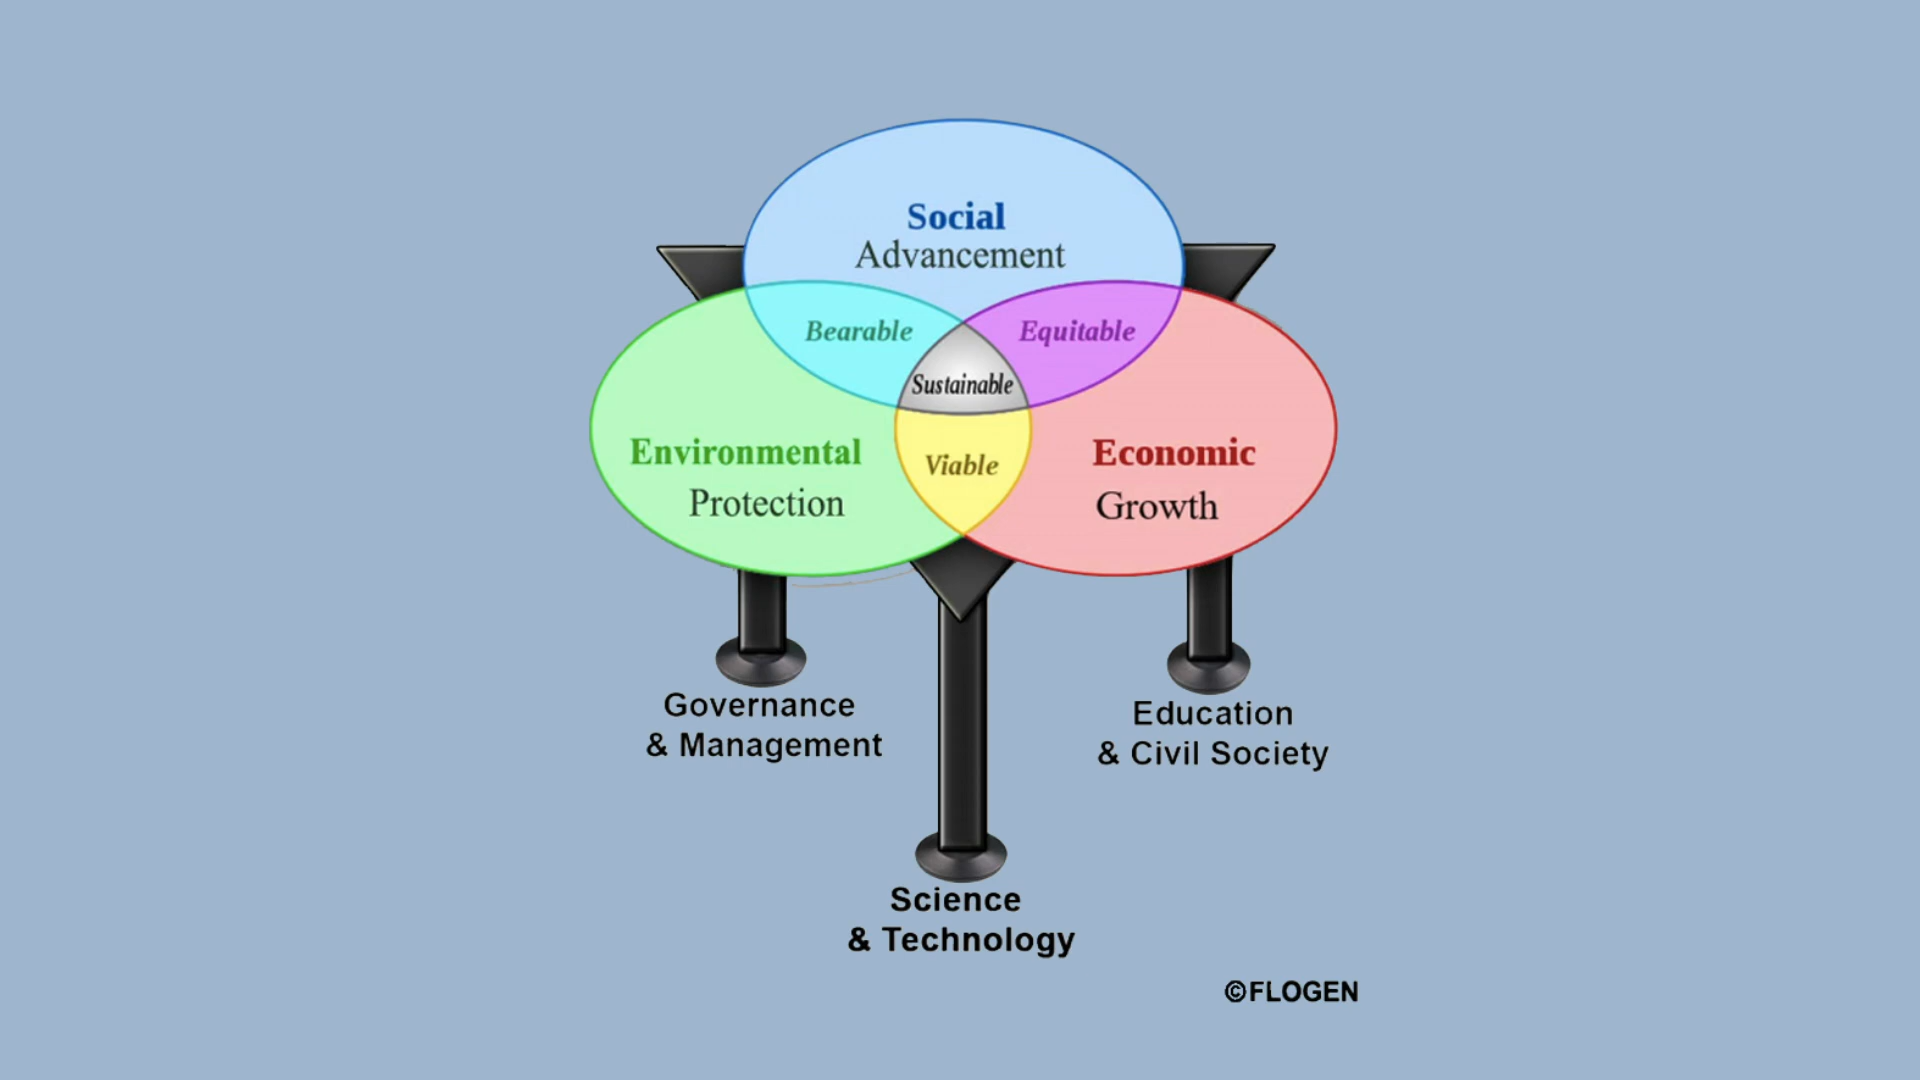 Social
Advancement
Bearable
Equitable
Sustainable
Environmental
Protection
Viable
Economic
Growth
Governance
& Management
Education
& Civil Society
Science
& Technology
©FLOGEN